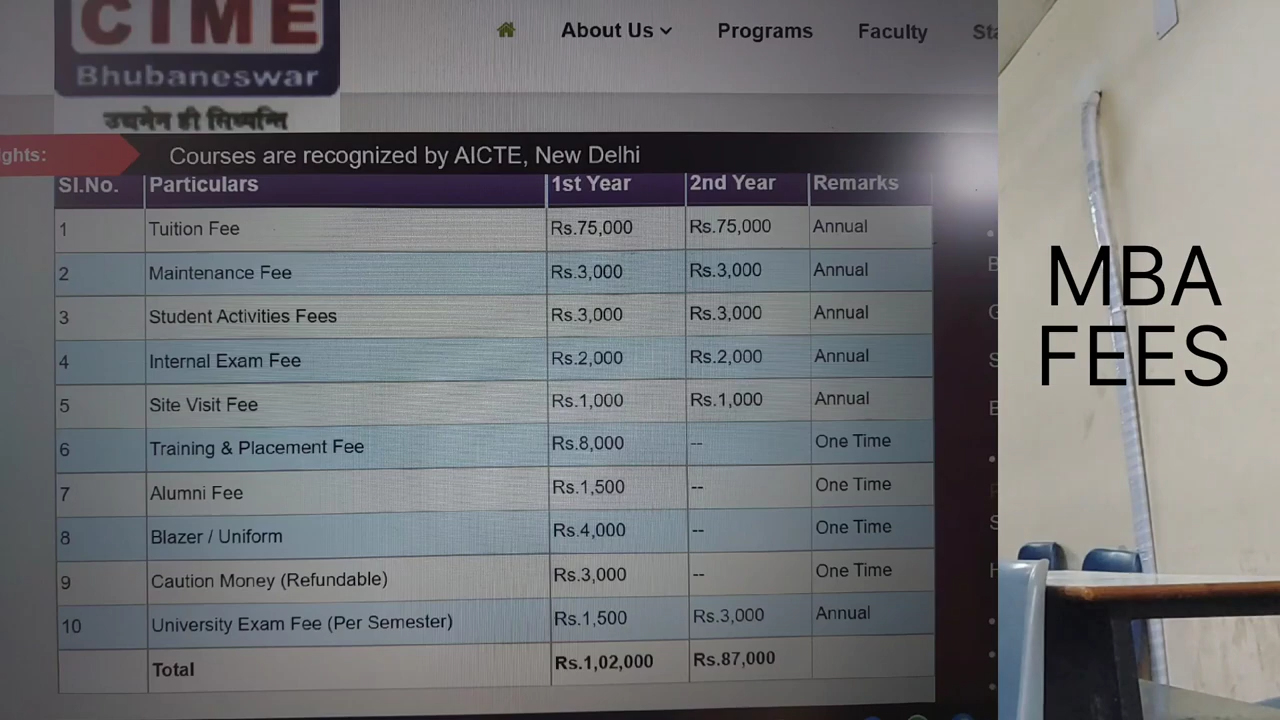 CIME
Bhubaneswar
About Us
Programs
Faculty
ghts:
Courses are recognized by AICTE, New Delhi
Sl.No. Particulars 1st Year 2nd Year Remarks
1 Tuition Fee Rs.75,000 Rs.75,000 Annual
2 Maintenance Fee Rs.3,000 Rs.3,000 Annual
3 Student Activities Fees Rs.3,000 Rs.3,000 Annual
4 Internal Exam Fee Rs.2,000 Rs.2,000 Annual
5 Site Visit Fee Rs.1,000 Rs.1,000 Annual
6 Training & Placement Fee Rs.8,000 -- One Time
7 Alumni Fee Rs.1,500 -- One Time
8 Blazer / Uniform Rs.4,000 -- One Time
9 Caution Money (Refundable) Rs.3,000 -- One Time
10 University Exam Fee (Per Semester) Rs.1,500 Rs.3,000 Annual
Total Rs.1,02,000 Rs.87,000
MBA
FEES